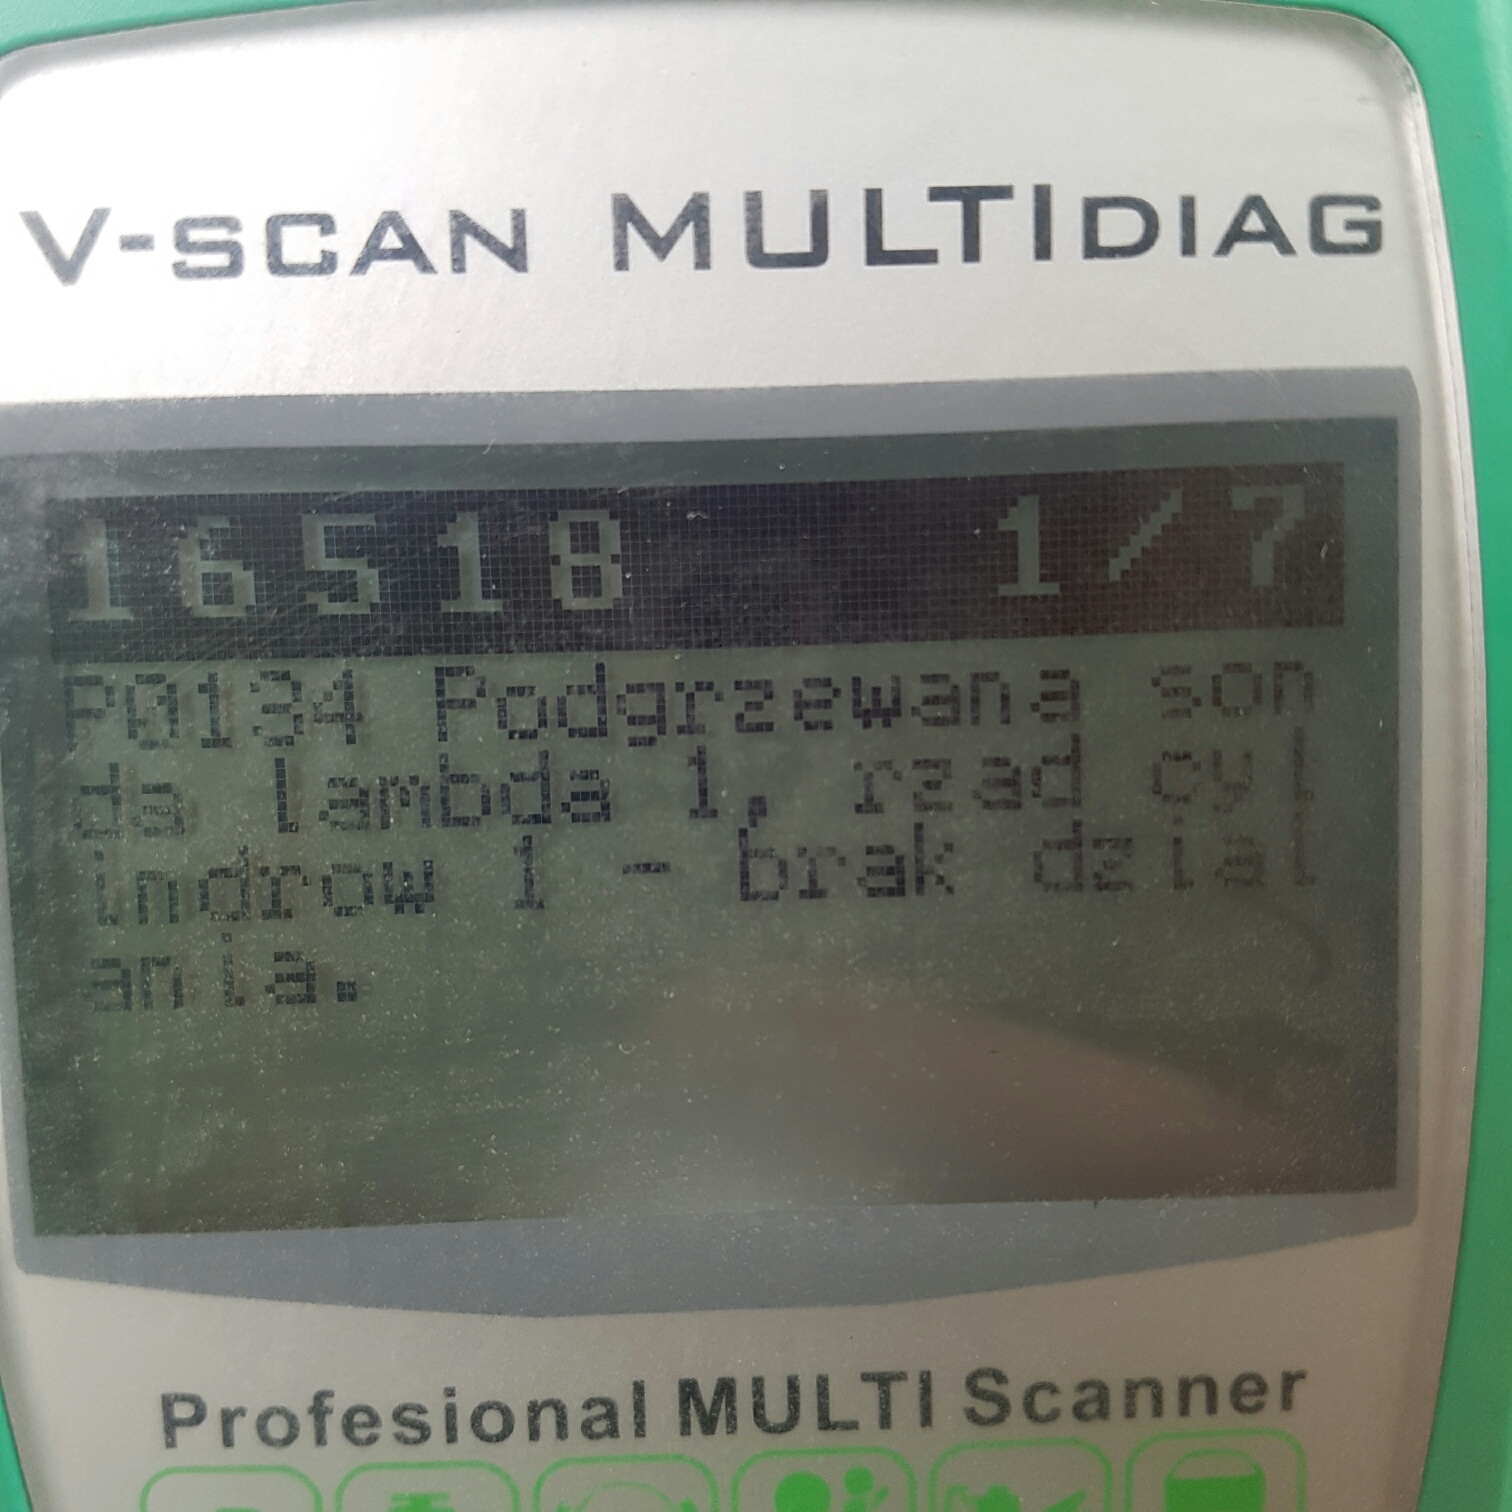 V-SCAN MULTIDIAG
16518 1/7
P0134 Podgrzewana son
da lambda 1, rzad cyl
indrow 1 - brak dzial
ania.
Profesional MULTI Scanner